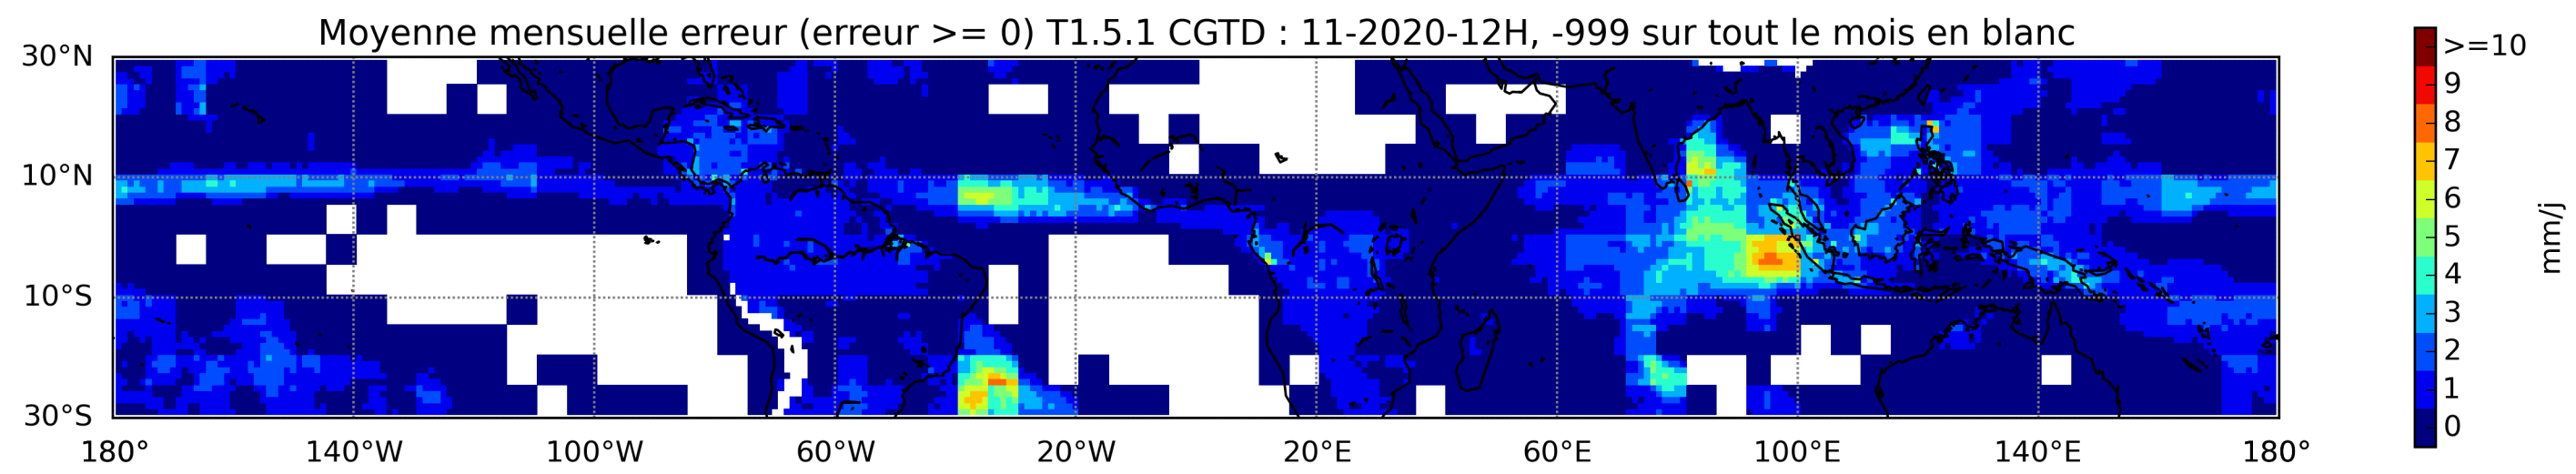 Moyenne mensuelle erreur (erreur >= 0) T1.5.1 CGTD : 11-2020-12H, -999 sur tout le mois en blanc
30°N
10°N
10°S
30°S
180° 140°W 100°W 60°W 20°W 20°E 60°E 100°E 140°E 180°
>=10
9
8
7
6
5
4
3
2
1
0
mm/j